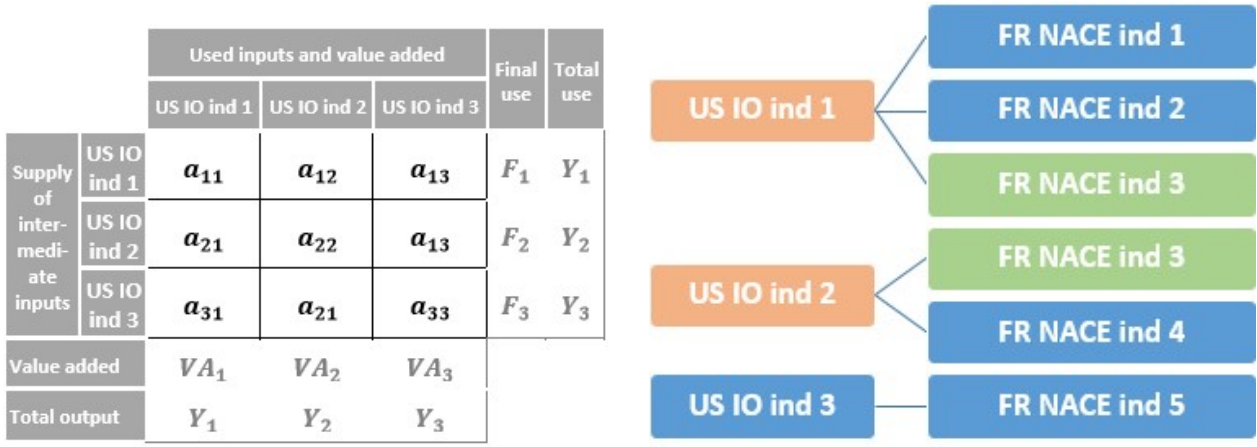 Used inputs and value added
Final use
Total use
US IO ind 1 US IO ind 2 US IO ind 3
Supply of inter-medi-ate inputs
US IO ind 1 a₁₁ a₁₂ a₁₃ F₁ Y₁
US IO ind 2 a₂₁ a₂₂ a₁₃ F₂ Y₂
US IO ind 3 a₃₁ a₂₁ a₃₃ F₃ Y₃
Value added VA₁ VA₂ VA₃
Total output Y₁ Y₂ Y₃
US IO ind 1
FR NACE ind 1
FR NACE ind 2
FR NACE ind 3
US IO ind 2
FR NACE ind 3
FR NACE ind 4
US IO ind 3
FR NACE ind 5